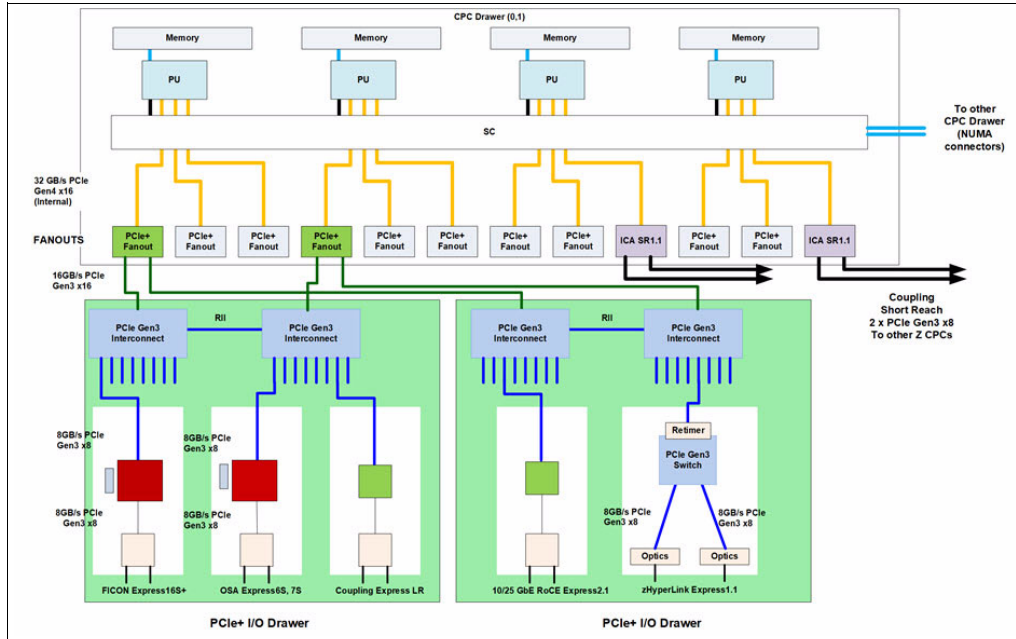 CPC Drawer (0,1)
Memory
Memory
Memory
Memory
PU
PU
PU
PU
SC
To other
CPC Drawer
(NUMA
connectors)
32 GB/s PCIe
Gen4 x16
(Internal)
FANOUTS
PCIe+
Fanout
PCIe+
Fanout
PCIe+
Fanout
PCIe+
Fanout
PCIe+
Fanout
PCIe+
Fanout
PCIe+
Fanout
PCIe+
Fanout
ICA SR1.1
PCIe+
Fanout
PCIe+
Fanout
ICA SR1.1
16GB/s PCIe
Gen3 x16
Coupling
Short Reach
2 x PCIe Gen3 x8
To other Z CPCs
PCIe Gen3
Interconnect
RII
PCIe Gen3
Interconnect
PCIe Gen3
Interconnect
RII
PCIe Gen3
Interconnect
8GB/s PCIe
Gen3 x8
8GB/s PCIe
Gen3 x8
Retimer
PCIe Gen3
Switch
8GB/s PCIe
Gen3 x8
8GB/s PCIe
Gen3 x8
8GB/s PCIe
Gen3 x8
8GB/s PCIe
Gen3 x8
Optics
Optics
FICON Express16S+
OSA Express6S, 7S
Coupling Express LR
10/25 GbE RoCE Express2.1
zHyperLink Express1.1
PCIe+ I/O Drawer
PCIe+ I/O Drawer